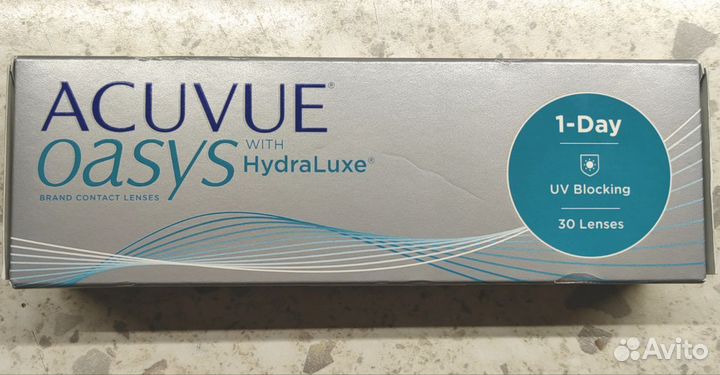 ACUVUE®
oasys WITH HydraLuxe®
BRAND CONTACT LENSES
1-Day
UV Blocking
30 Lenses
Avito